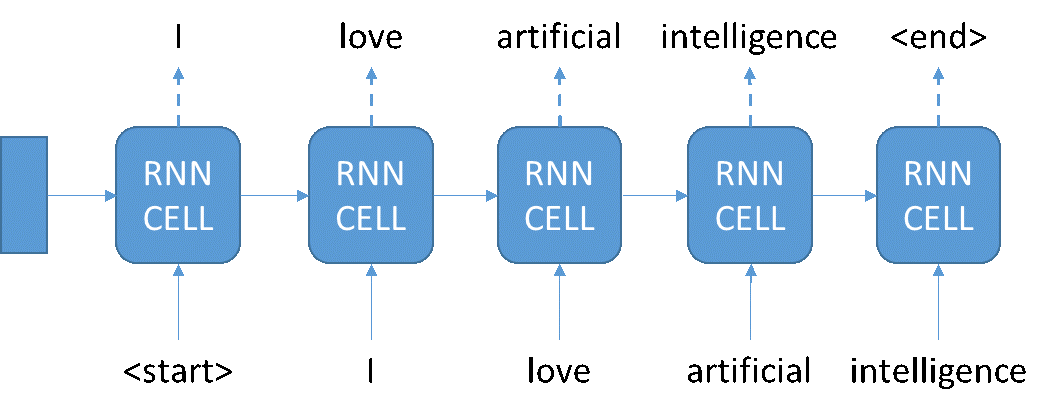 I love artificial intelligence <end>
RNN RNN RNN RNN RNN
CELL CELL CELL CELL CELL
<start> I love artificial intelligence